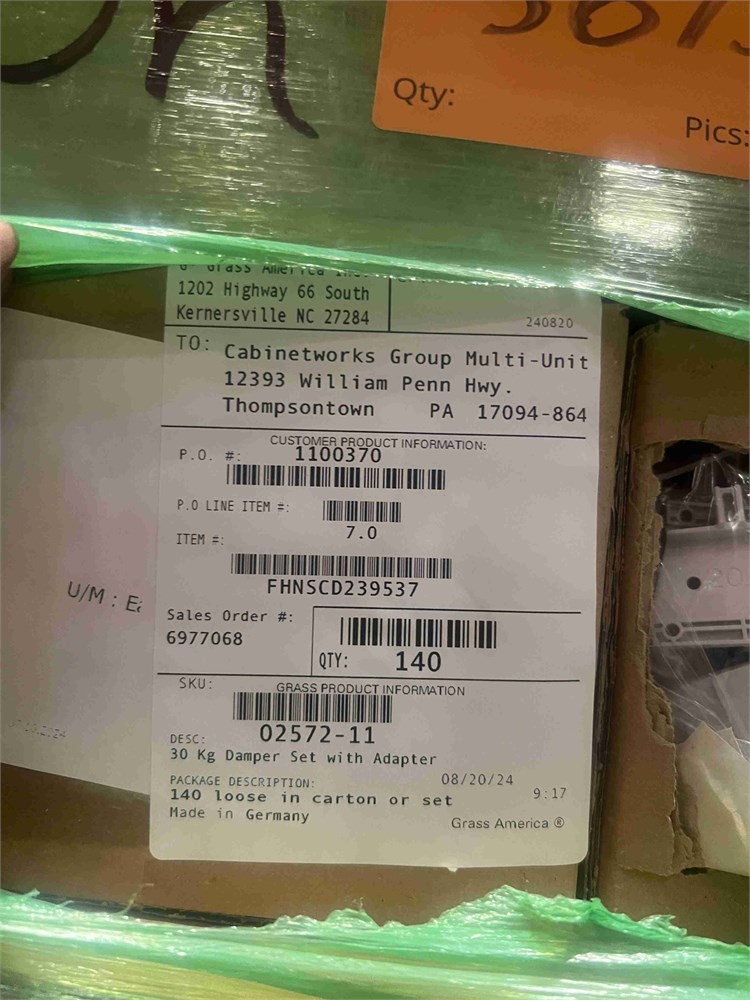 Qty:
Pics:
Grass America Inc.
1202 Highway 66 South
Kernersville NC 27284
240820
TO: Cabinetworks Group Multi-Unit
12393 William Penn Hwy.
Thompsontown PA 17094-864
CUSTOMER PRODUCT INFORMATION:
P.O. #: 1100370
P.O LINE ITEM #:
7.0
ITEM #:
FHNSCD239537
U/M :
Sales Order #:
6977068
QTY: 140
SKU:
GRASS PRODUCT INFORMATION
02572-11
DESC:
30 Kg Damper Set with Adapter
PACKAGE DESCRIPTION:
08/20/24 9:17
140 loose in carton or set
Made in Germany
Grass America ®